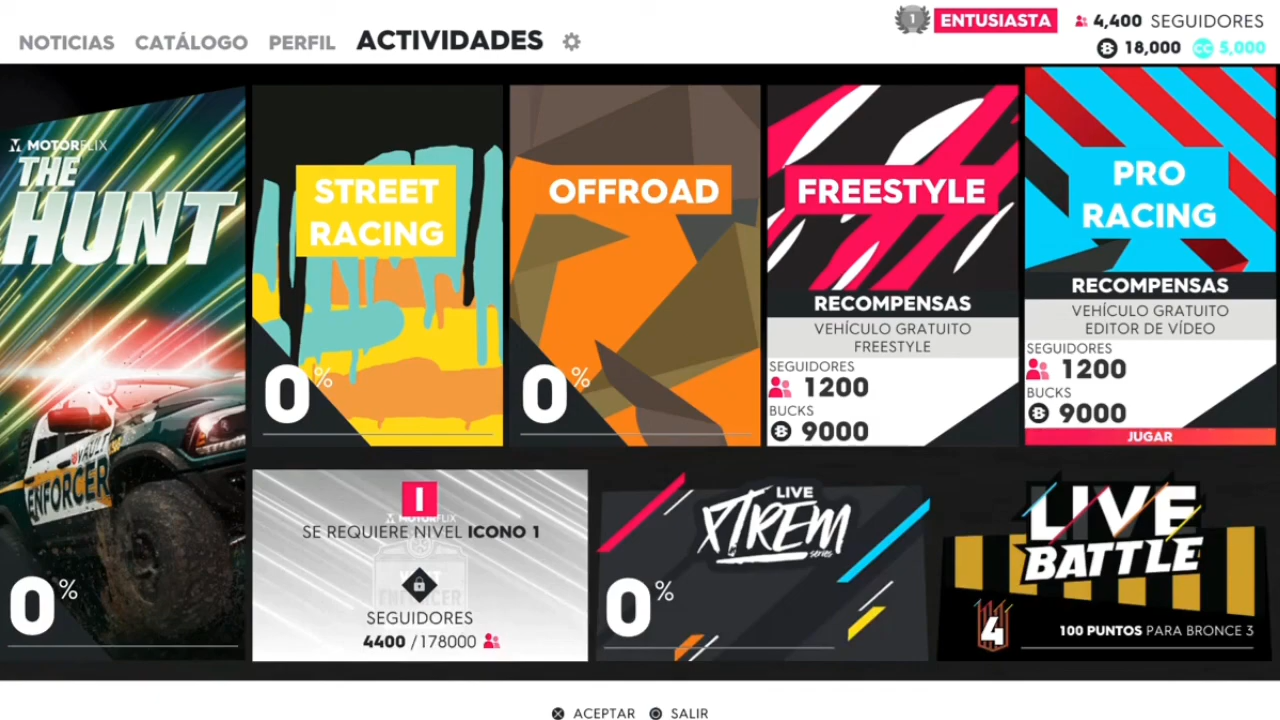 NOTICIAS CATÁLOGO PERFIL ACTIVIDADES
1 ENTUSIASTA 4,400 SEGUIDORES
18,000 CC 5,000
MOTORFLIX
THE
HUNT
VAULT
ENFORCER
0%
STREET
RACING
0%
OFFROAD
0%
FREESTYLE
RECOMPENSAS
VEHÍCULO GRATUITO
FREESTYLE
SEGUIDORES
1200
BUCKS
9000
PRO
RACING
RECOMPENSAS
VEHÍCULO GRATUITO
EDITOR DE VÍDEO
SEGUIDORES
1200
BUCKS
9000
JUGAR
I
MOTORFLIX
SE REQUIERE NIVEL ICONO 1
ENFORCER
SEGUIDORES
4400 /178000
LIVE
XTREM
series
0%
LIVE
BATTLE
4
100 PUNTOS PARA BRONCE 3
ACEPTAR SALIR